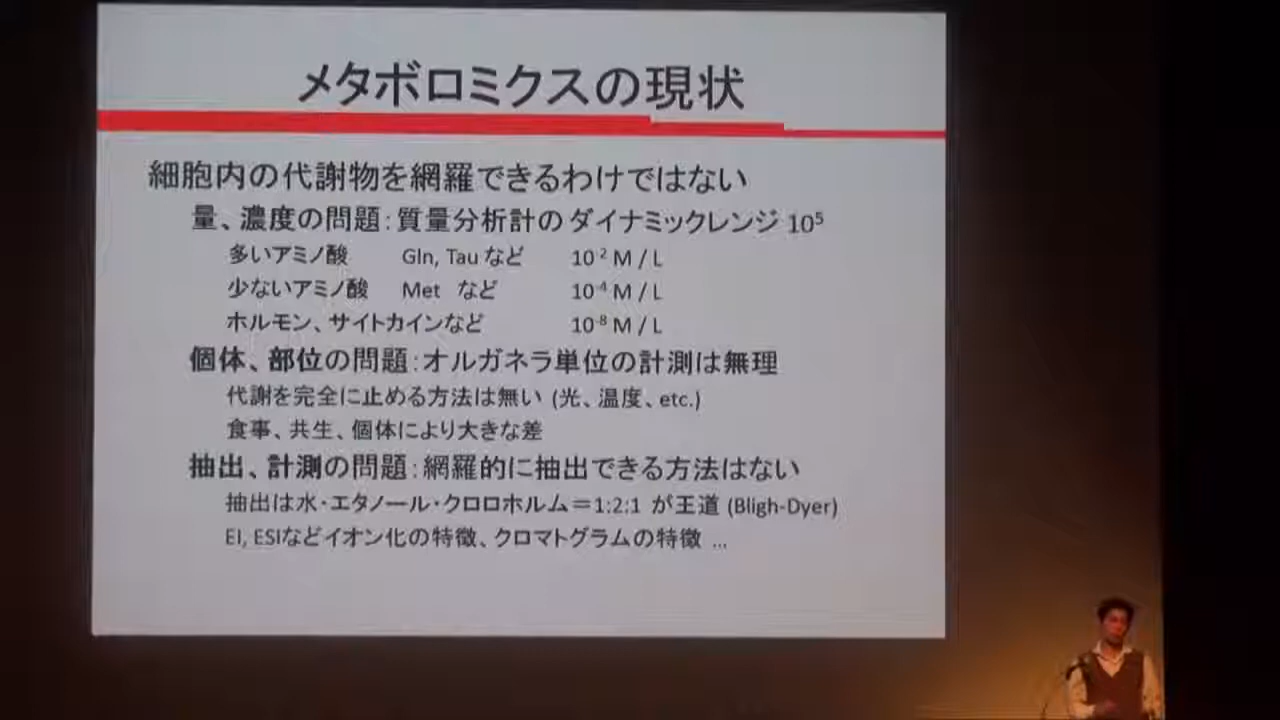 メタボロミクスの現状
細胞内の代謝物を網羅できるわけではない
量、濃度の問題：質量分析計の ダイナミックレンジ 10⁵
多いアミノ酸 Gln, Tau など 10⁻² M / L
少ないアミノ酸 Met など 10⁻⁴ M / L
ホルモン、サイトカインなど 10⁻⁸ M / L
個体、部位の問題：オルガネラ単位の計測は無理
代謝を完全に止める方法は無い (光、温度、etc.)
食事、共生、個体により大きな差
抽出、計測の問題：網羅的に抽出できる方法はない
抽出は水・エタノール・クロロホルム＝1:2:1 が王道 (Bligh-Dyer)
EI, ESIなどイオン化の特徴、クロマトグラムの特徴 ...